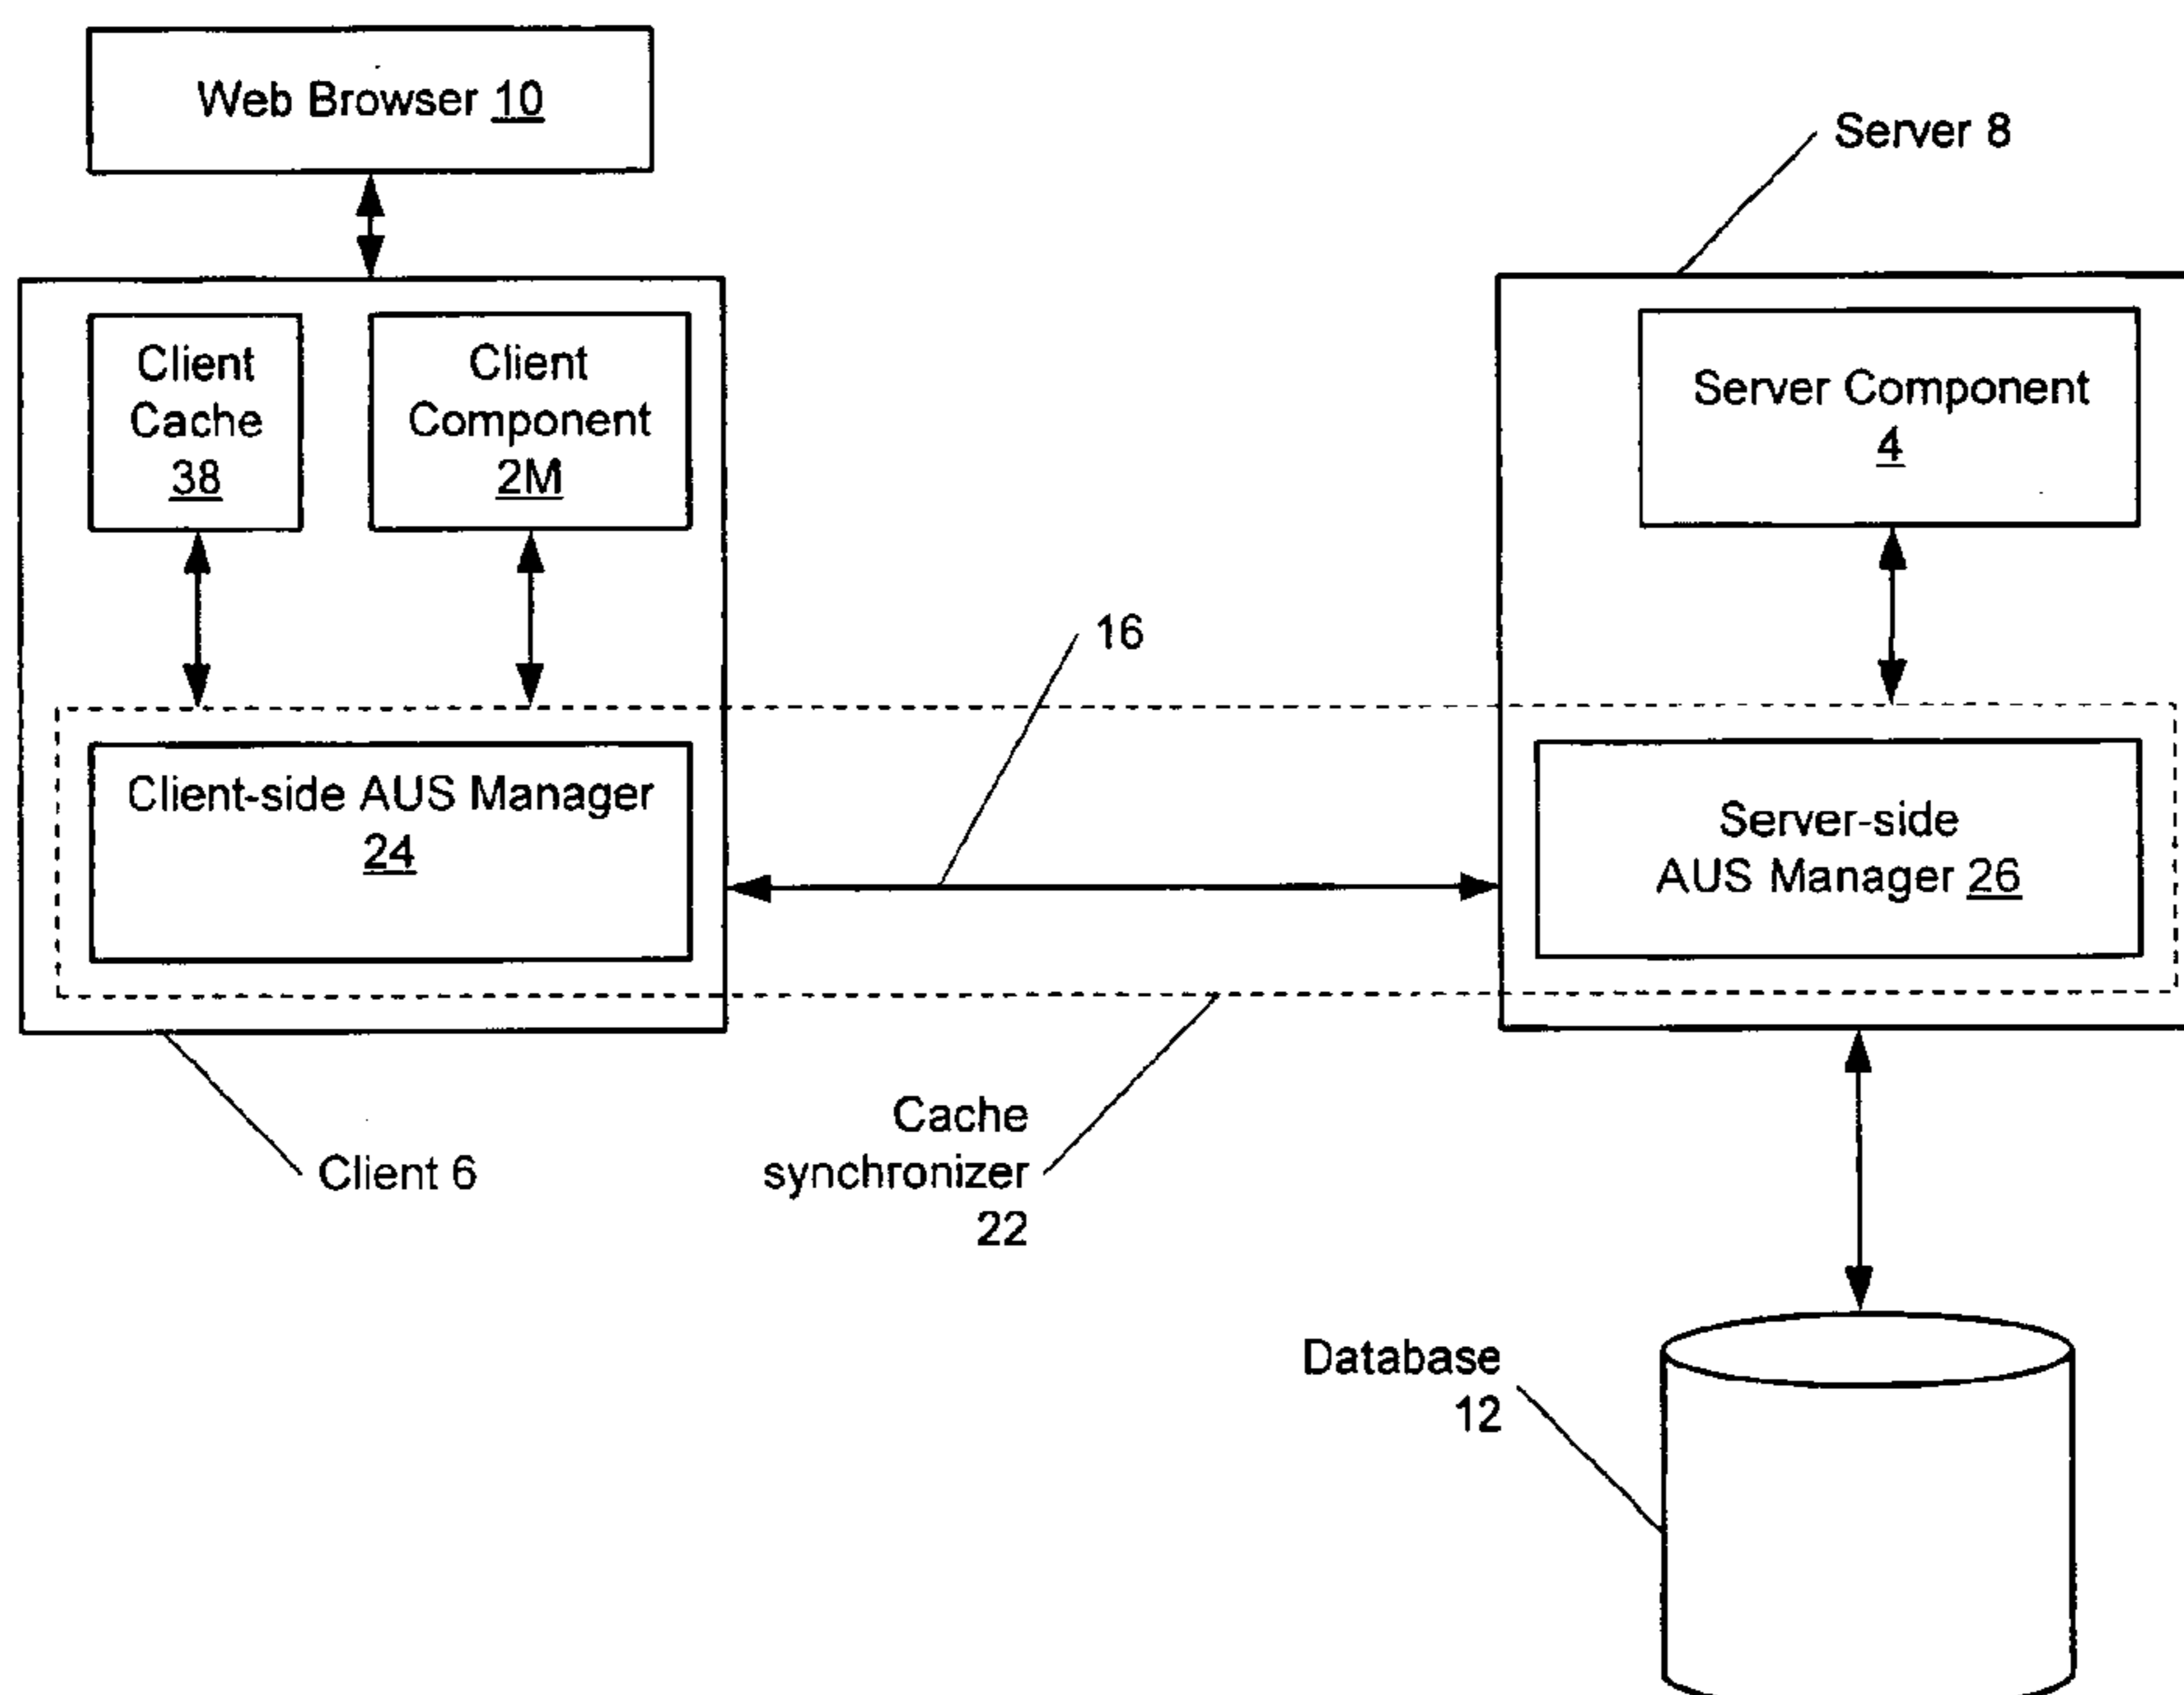 Web Browser 10
Server 8
Client
Cache
38
Client
Component
2M
Server Component
4
16
Client-side AUS Manager
24
Server-side
AUS Manager 26
Cache
synchronizer
22
Client 6
Database
12